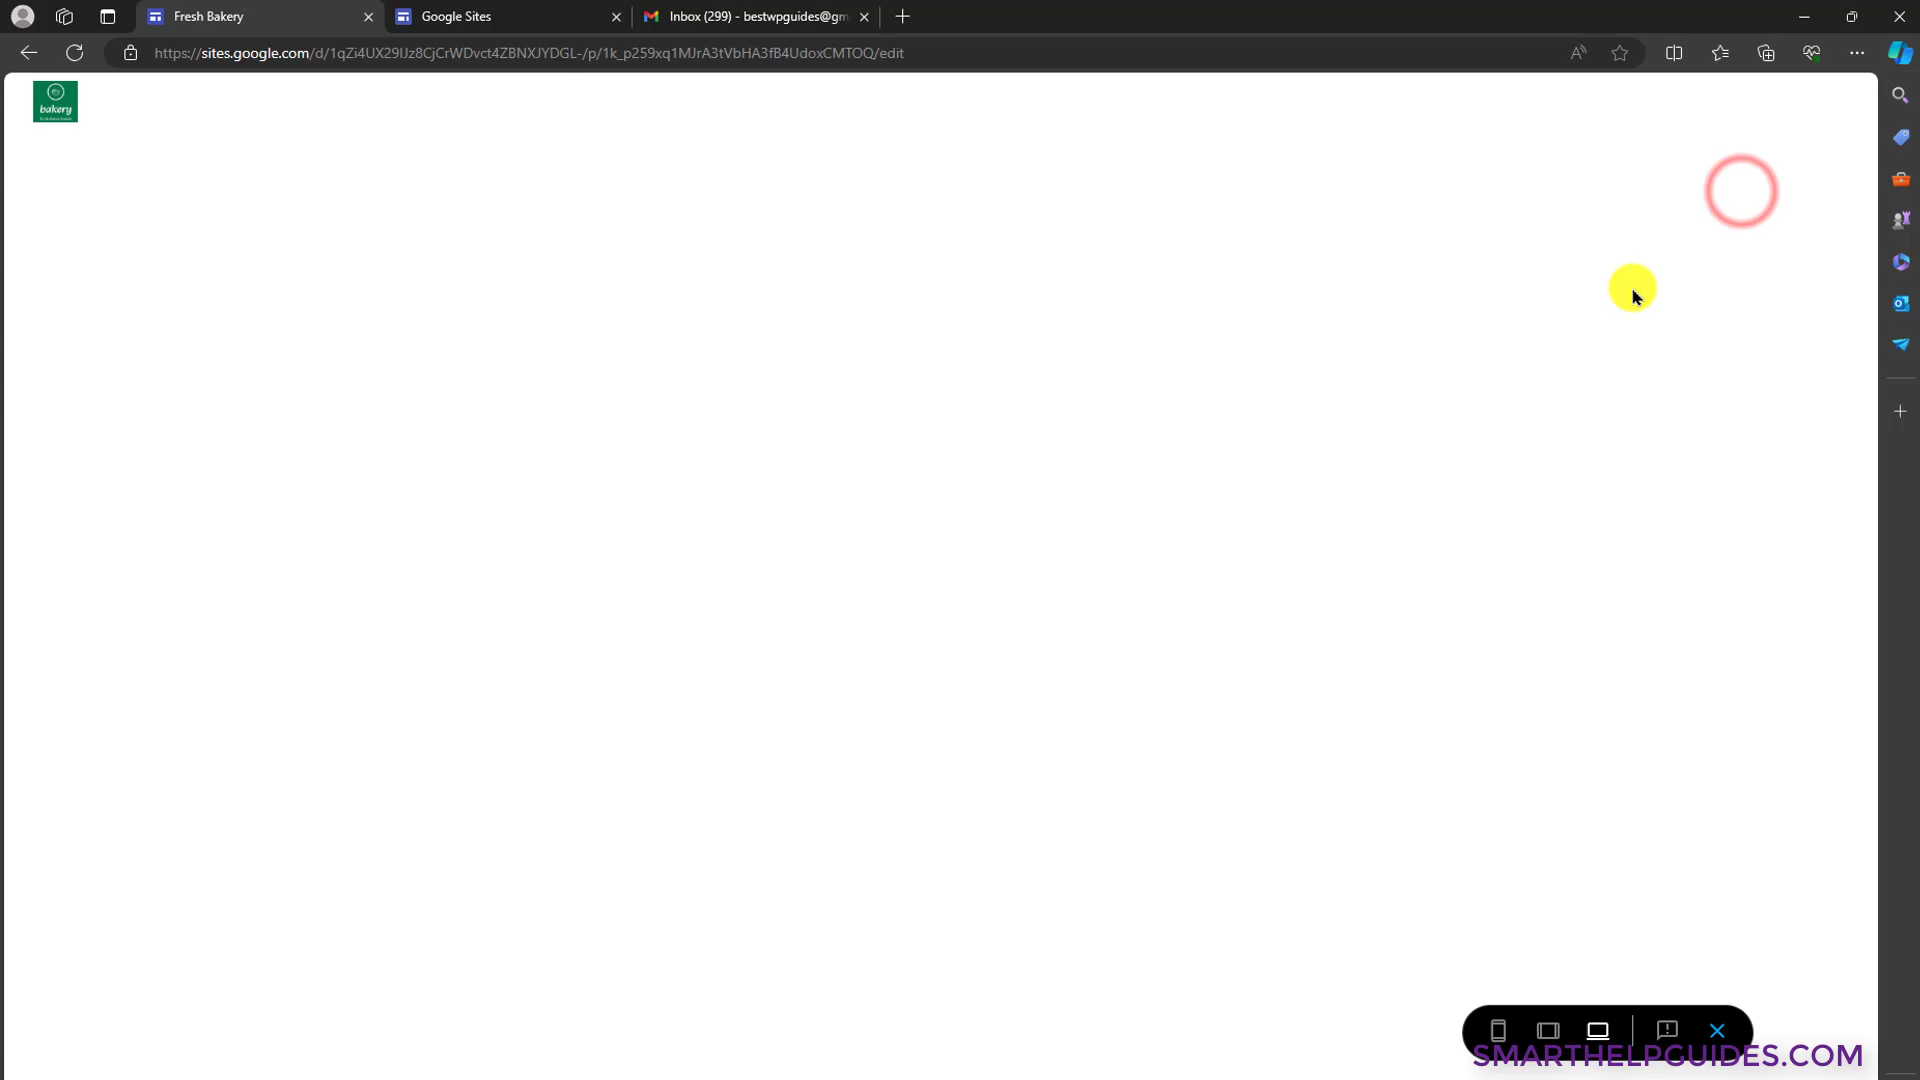 Fresh Bakery
Google Sites
Inbox (299) - bestwpguides@gm
https://sites.google.com/d/1qZi4UX29IJz8CjCrWDvct4ZBNXJYDGL-/p/1k_p259xq1MJrA3tVbHA3fB4UdoxCMTOQ/edit
bakery
SMARTHELPGUIDES.COM